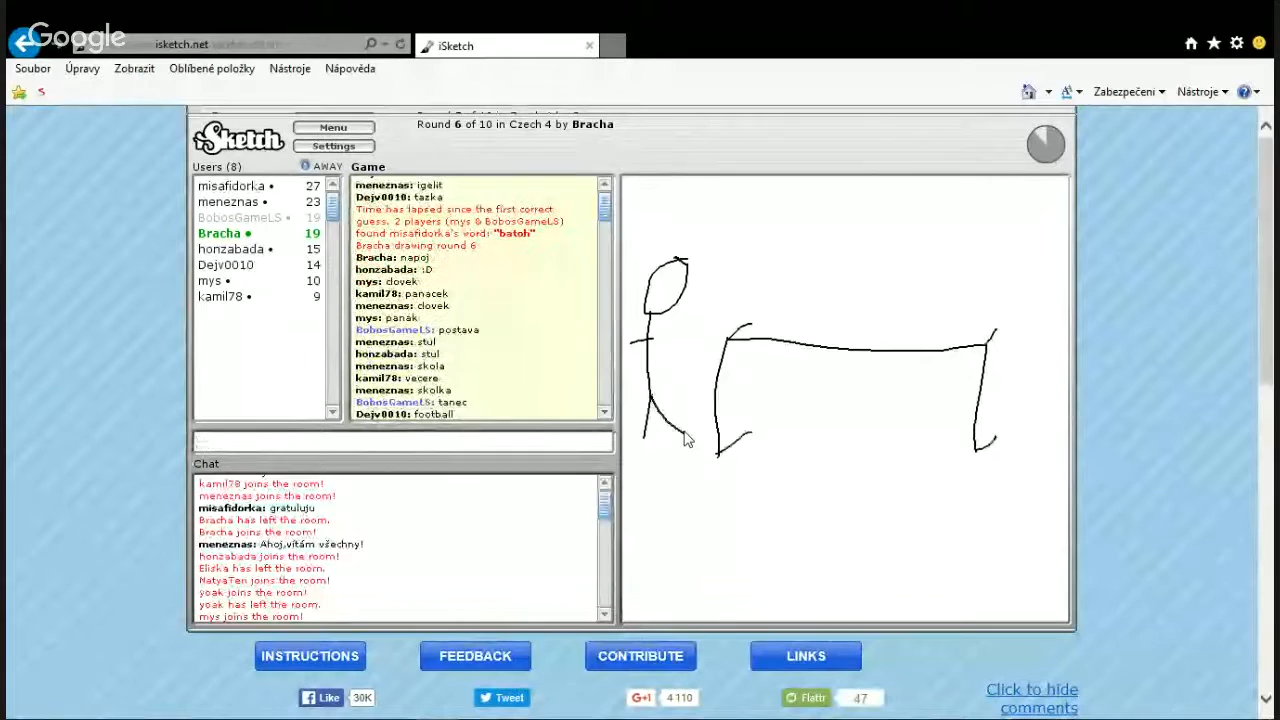 Google
isketch.net
iSketch
Soubor Úpravy Zobrazit Oblíbené položky Nástroje Nápověda
S Zabezpečení Nástroje
iSketch
Menu
Settings
Round 6 of 10 in Czech 4 by Bracha
Users (8) AWAY
misafidorka 27
meneznas 23
BobosGameLS 19
Bracha 19
honzabada 15
Dejv0010 14
mys 10
kamil78 9
Game
meneznas: igelit
Dejv0010: tazka
Time has lapsed since the first correct
guess. 2 players (mys & BobosGameLS)
found misafidorka's word: "batoh"
Bracha drawing round 6
Bracha: napoj
honzabada: :D
mys: clovek
kamil78: panacek
meneznas: clovek
mys: panak
BobosGameLS: postava
meneznas: stul
honzabada: stul
meneznas: skola
kamil78: vecere
meneznas: skolka
BobosGameLS: tanec
Dejv0010: football
Chat
kamil78 joins the room!
meneznas joins the room!
misafidorka: gratuluju
Bracha has left the room.
Bracha joins the room!
meneznas: Ahoj,vítám všechny!
honzabada joins the room!
Eliska has left the room.
NatyaTen joins the room!
yoak joins the room!
yoak has left the room.
mys joins the room!
INSTRUCTIONS FEEDBACK CONTRIBUTE LINKS
Like 30K Tweet G+1 4 110 Flattr 47
Click to hide
comments